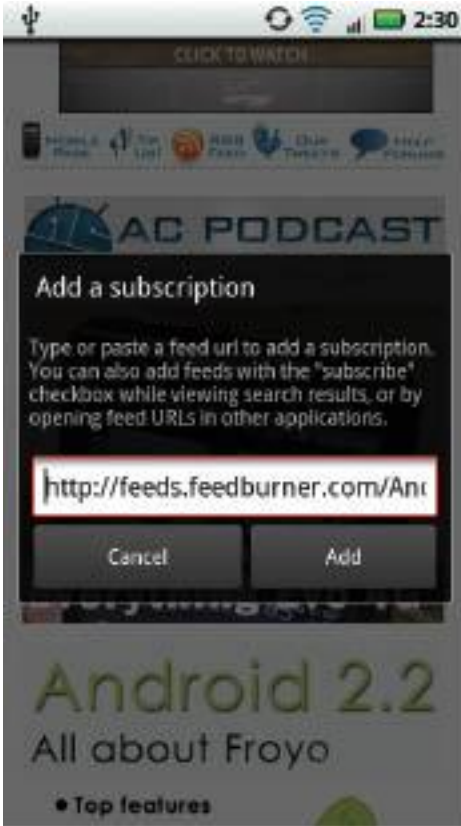 2:30
CLICK TO WATCH
AC PODCAST
Add a subscription
Type or paste a feed url to add a subscription.
You can also add feeds with the "subscribe"
checkbox while viewing search results, or by
opening feed URLs in other applications.
http://feeds.feedburner.com/An
Cancel
Add
Android 2.2
All about Froyo
• Top features